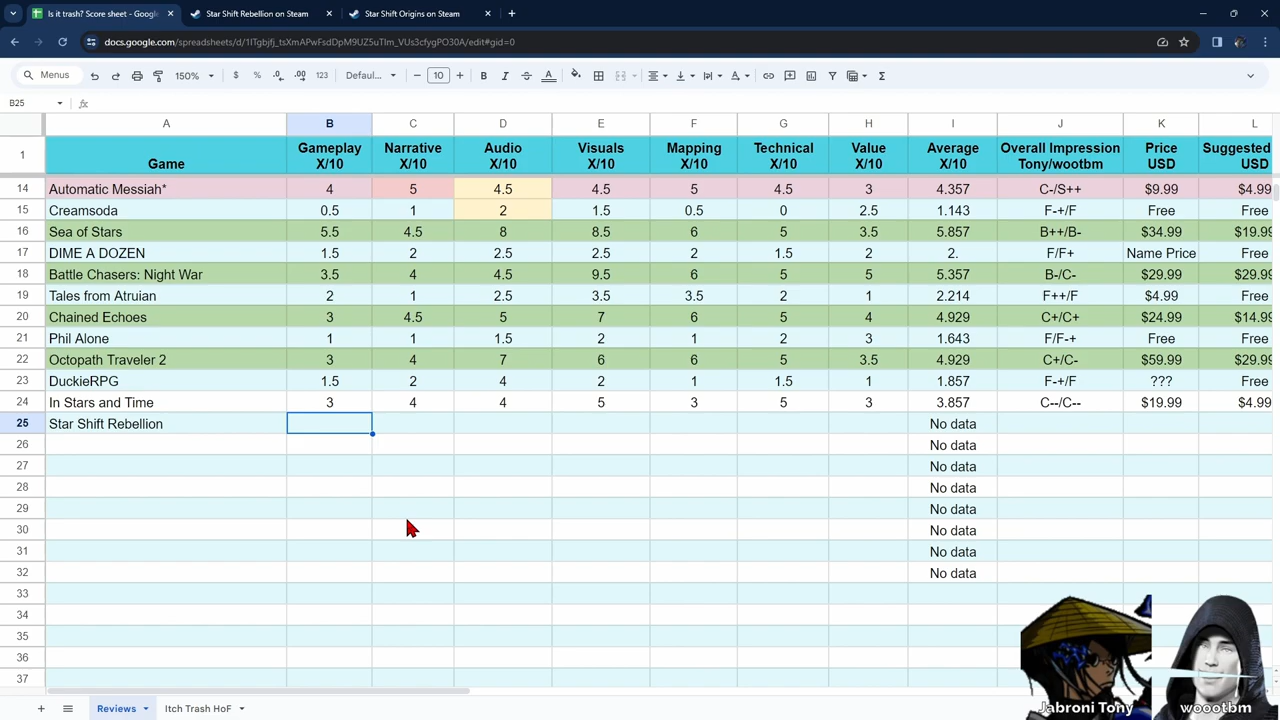 Is it trash? Score sheet - Google
Star Shift Rebellion on Steam
Star Shift Origins on Steam
Menus
150%
$
%
.0
.00
123
Defaul...
10
B25
A B C D E F G H I J K L
1 Game Gameplay X/10 Narrative X/10 Audio X/10 Visuals X/10 Mapping X/10 Technical X/10 Value X/10 Average X/10 Overall Impression Tony/wootbm Price USD Suggested USD
14 Automatic Messiah* 4 5 4.5 4.5 5 4.5 3 4.357 C-/S++ $9.99 $4.99
15 Creamsoda 0.5 1 2 1.5 0.5 0 2.5 1.143 F-+/F Free Free
16 Sea of Stars 5.5 4.5 8 8.5 6 6 3.5 5.857 B++/B- $34.99 $19.99
17 DIME A DOZEN 1.5 2 2.5 2.5 2 1.5 2 2. F/F+ Name Price Free
18 Battle Chasers: Night War 3.5 4 4.5 9.5 6 5 5 5.357 B-/C- $29.99 $29.99
19 Tales from Atruian 2 1 2.5 3.5 3.5 2 1 2.214 F++/F $4.99 Free
20 Chained Echoes 3 4.5 5 7 6 5 4 4.929 C+/C+ $24.99 $14.99
21 Phil Alone 1 1 1.5 2 1 2 3 1.643 F/F-+ Free Free
22 Octopath Traveler 2 3 4 7 6 6 5 3.5 4.929 C+/C- $59.99 $29.99
23 DuckieRPG 1.5 2 4 2 1 1.5 1 1.857 F-+/F ??? Free
24 In Stars and Time 3 4 4 5 3 5 3 3.857 C--/C-- $19.99 $4.99
25 Star Shift Rebellion No data
26 No data
27 No data
28 No data
29 No data
30 No data
31 No data
32 No data
33
34
35
36
37
Jabroni Tony
woootbm
Reviews
Itch Trash HoF